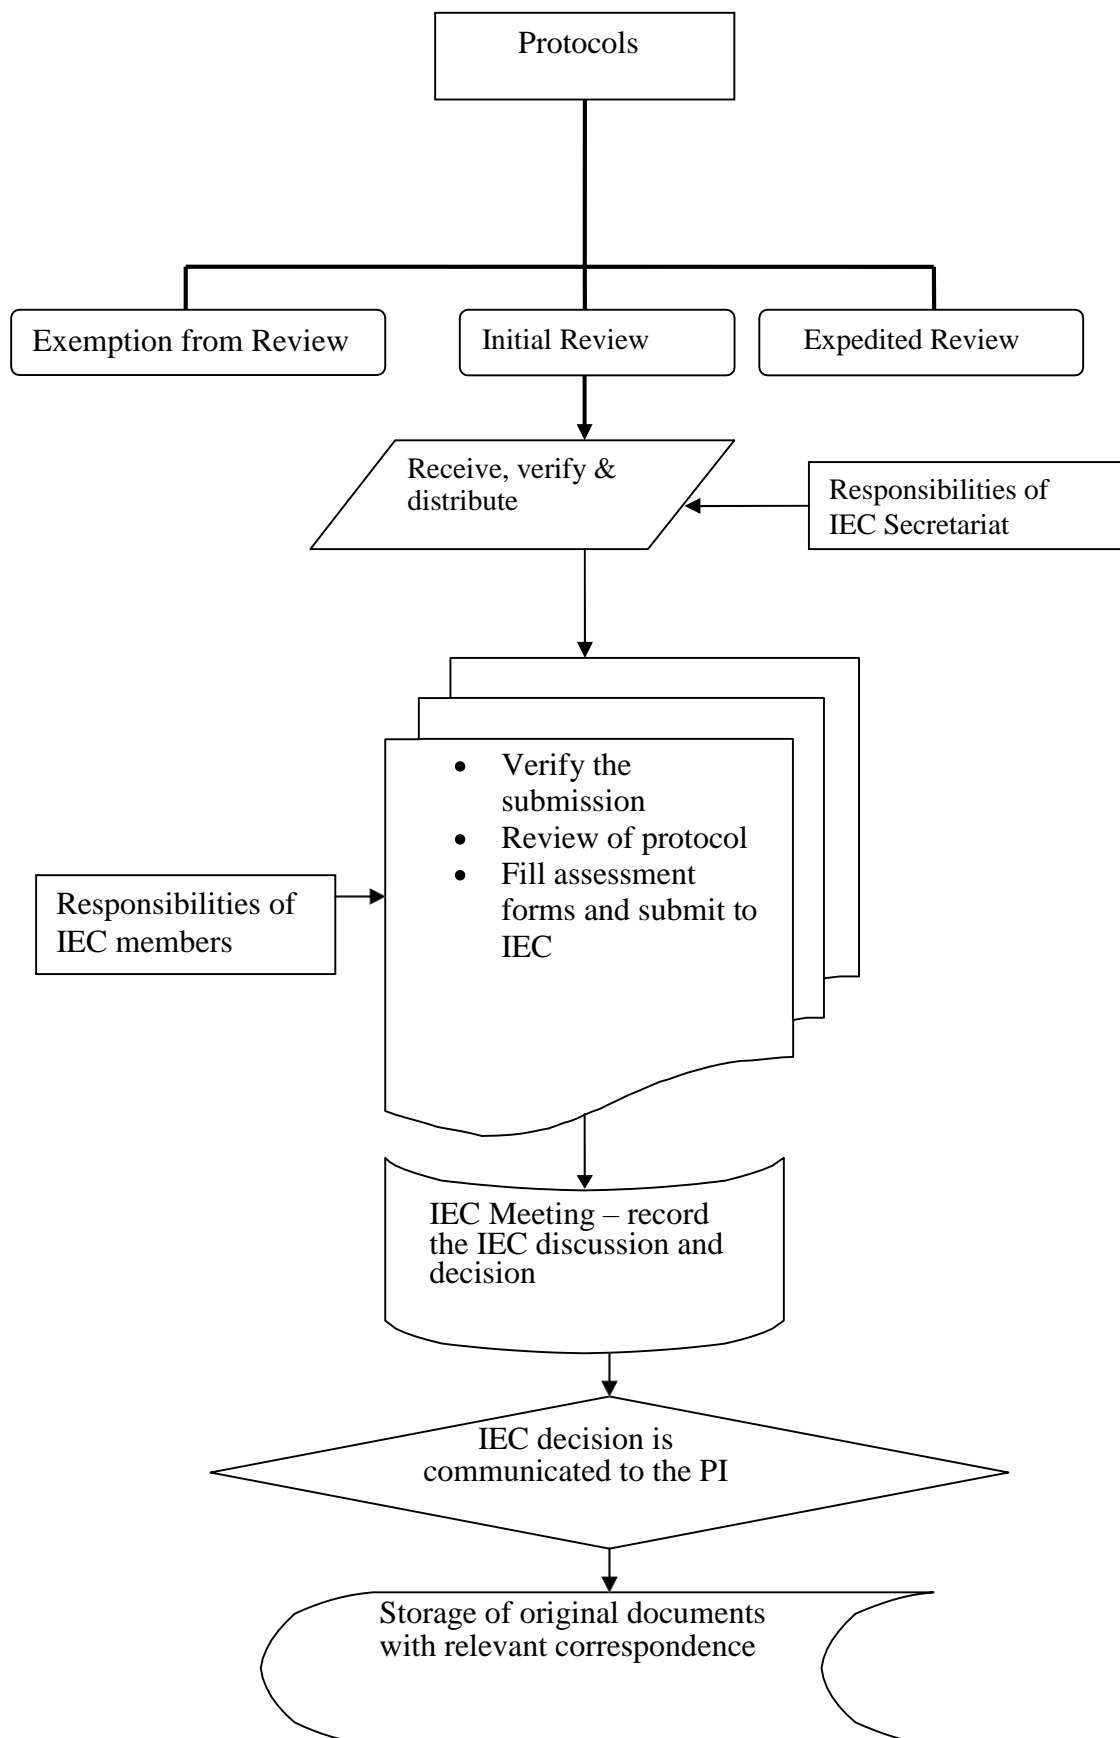 Protocols
Exemption from Review
Initial Review
Expedited Review
Receive, verify &
distribute
Responsibilities of
IEC Secretariat
• Verify the
submission
• Review of protocol
• Fill assessment
forms and submit to
IEC
Responsibilities of
IEC members
IEC Meeting – record
the IEC discussion and
decision
IEC decision is
communicated to the PI
Storage of original documents
with relevant correspondence